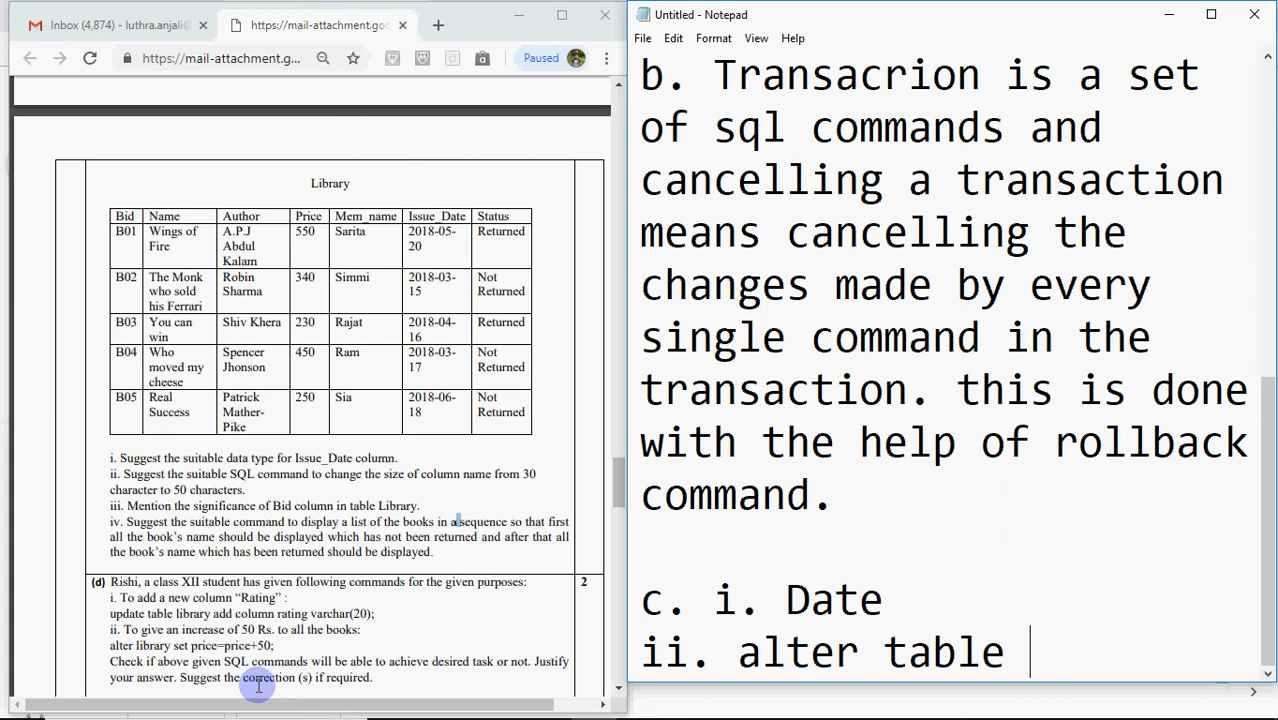 Inbox (4,874) - luthra.anjali@
https://mail-attachment.goo
https://mail-attachment.g...
Paused
Library
Bid Name Author Price Mem_name Issue_Date Status
B01 Wings of Fire A.P.J Abdul Kalam 550 Sarita 2018-05-20 Returned
B02 The Monk who sold his Ferrari Robin Sharma 340 Simmi 2018-03-15 Not Returned
B03 You can win Shiv Khera 230 Rajat 2018-04-16 Returned
B04 Who moved my cheese Spencer Jhonson 450 Ram 2018-03-17 Not Returned
B05 Real Success Patrick Mather-Pike 250 Sia 2018-06-18 Not Returned
i. Suggest the suitable data type for Issue_Date column.
ii. Suggest the suitable SQL command to change the size of column name from 30
character to 50 characters.
iii. Mention the significance of Bid column in table Library.
iv. Suggest the suitable command to display a list of the books in a sequence so that first
all the book's name should be displayed which has not been returned and after that all
the book's name which has been returned should be displayed.
(d) Rishi, a class XII student has given following commands for the given purposes: 2
i. To add a new column “Rating” :
update table library add column rating varchar(20);
ii. To give an increase of 50 Rs. to all the books:
alter library set price=price+50;
Check if above given SQL commands will be able to achieve desired task or not. Justify
your answer. Suggest the correction (s) if required.
Untitled - Notepad
File Edit Format View Help
b. Transacrion is a set
of sql commands and
cancelling a transaction
means cancelling the
changes made by every
single command in the
transaction. this is done
with the help of rollback
command.
c. i. Date
ii. alter table